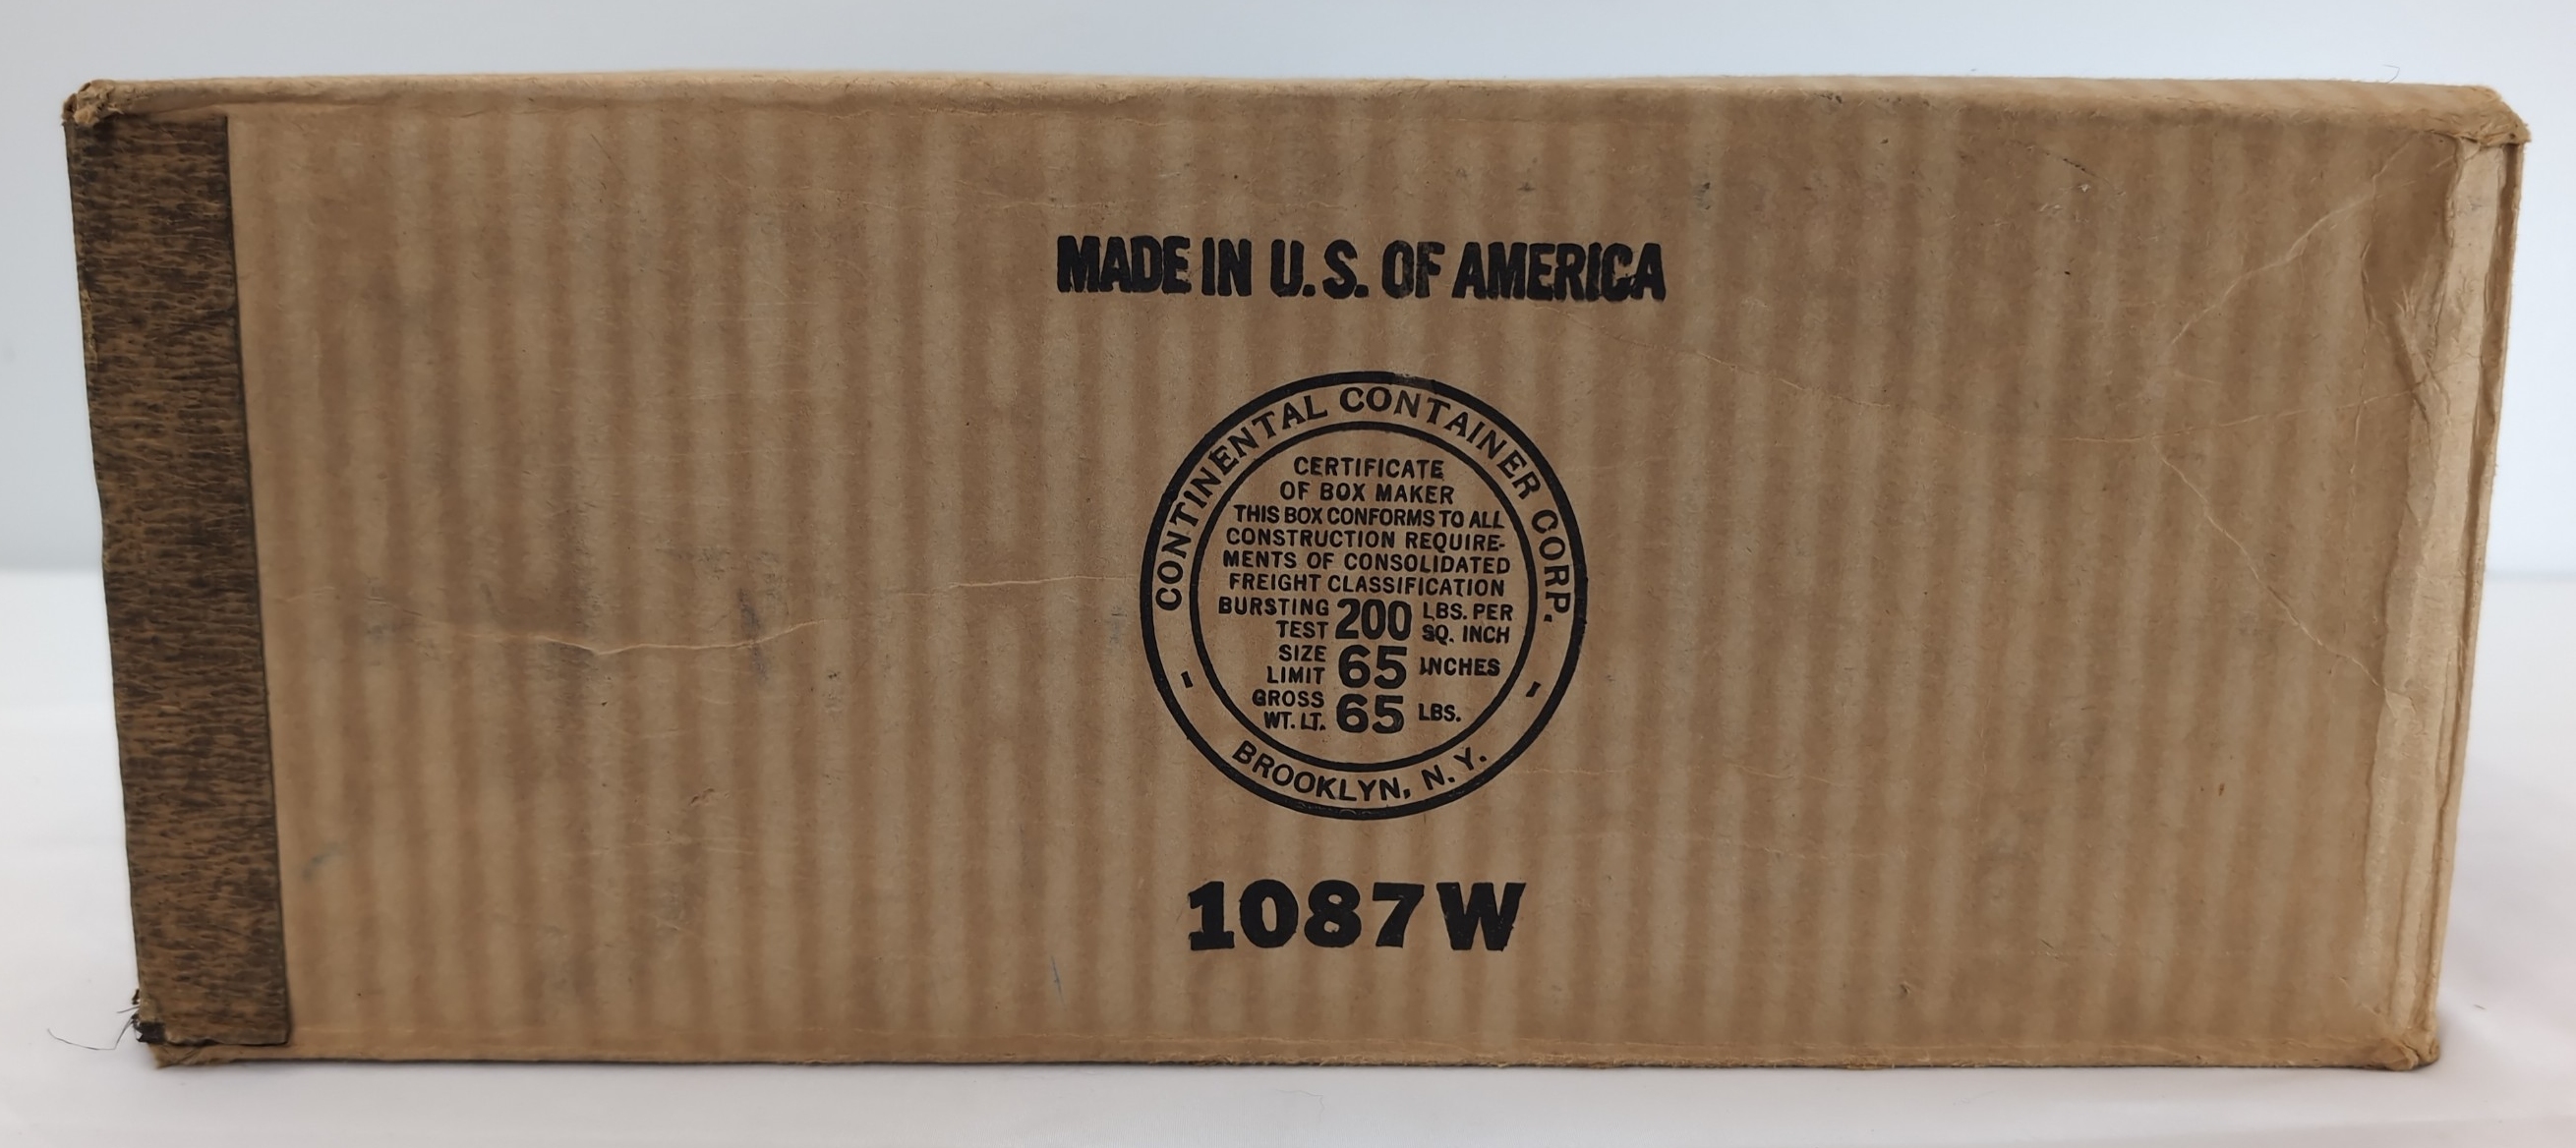 MADE IN U.S. OF AMERICA
CONTINENTAL CONTAINER CORP.
CERTIFICATE
OF BOX MAKER
THIS BOX CONFORMS TO ALL
CONSTRUCTION REQUIRE-
MENTS OF CONSOLIDATED
FREIGHT CLASSIFICATION
BURSTING TEST 200 LBS. PER SQ. INCH
SIZE LIMIT 65 INCHES
GROSS WT. LT. 65 LBS.
- BROOKLYN, N.Y. -
1087W